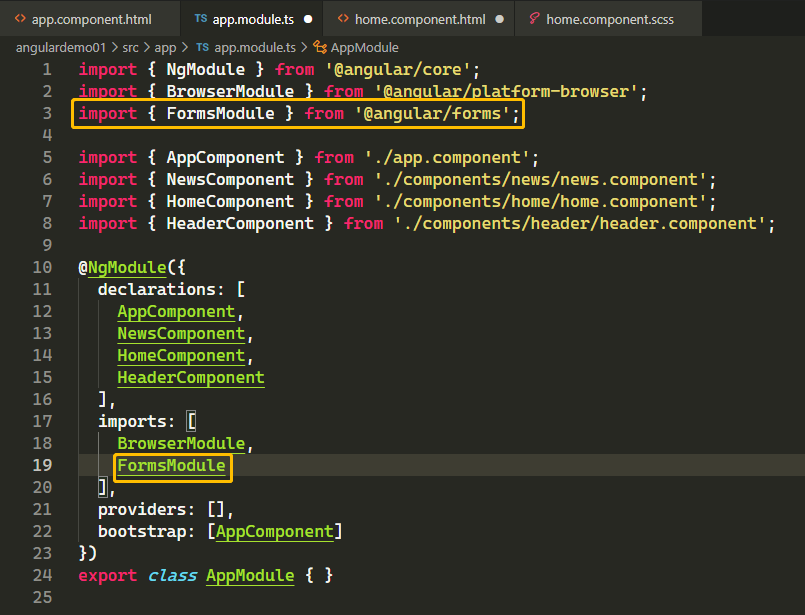 app.component.html TS app.module.ts home.component.html home.component.scss
angulardemo01 > src > app > TS app.module.ts > AppModule
1 import { NgModule } from '@angular/core';
2 import { BrowserModule } from '@angular/platform-browser';
3 import { FormsModule } from '@angular/forms';
4
5 import { AppComponent } from './app.component';
6 import { NewsComponent } from './components/news/news.component';
7 import { HomeComponent } from './components/home/home.component';
8 import { HeaderComponent } from './components/header/header.component';
9
10 @NgModule({
11 declarations: [
12 AppComponent,
13 NewsComponent,
14 HomeComponent,
15 HeaderComponent
16 ],
17 imports: [
18 BrowserModule,
19 FormsModule
20 ],
21 providers: [],
22 bootstrap: [AppComponent]
23 })
24 export class AppModule { }
25